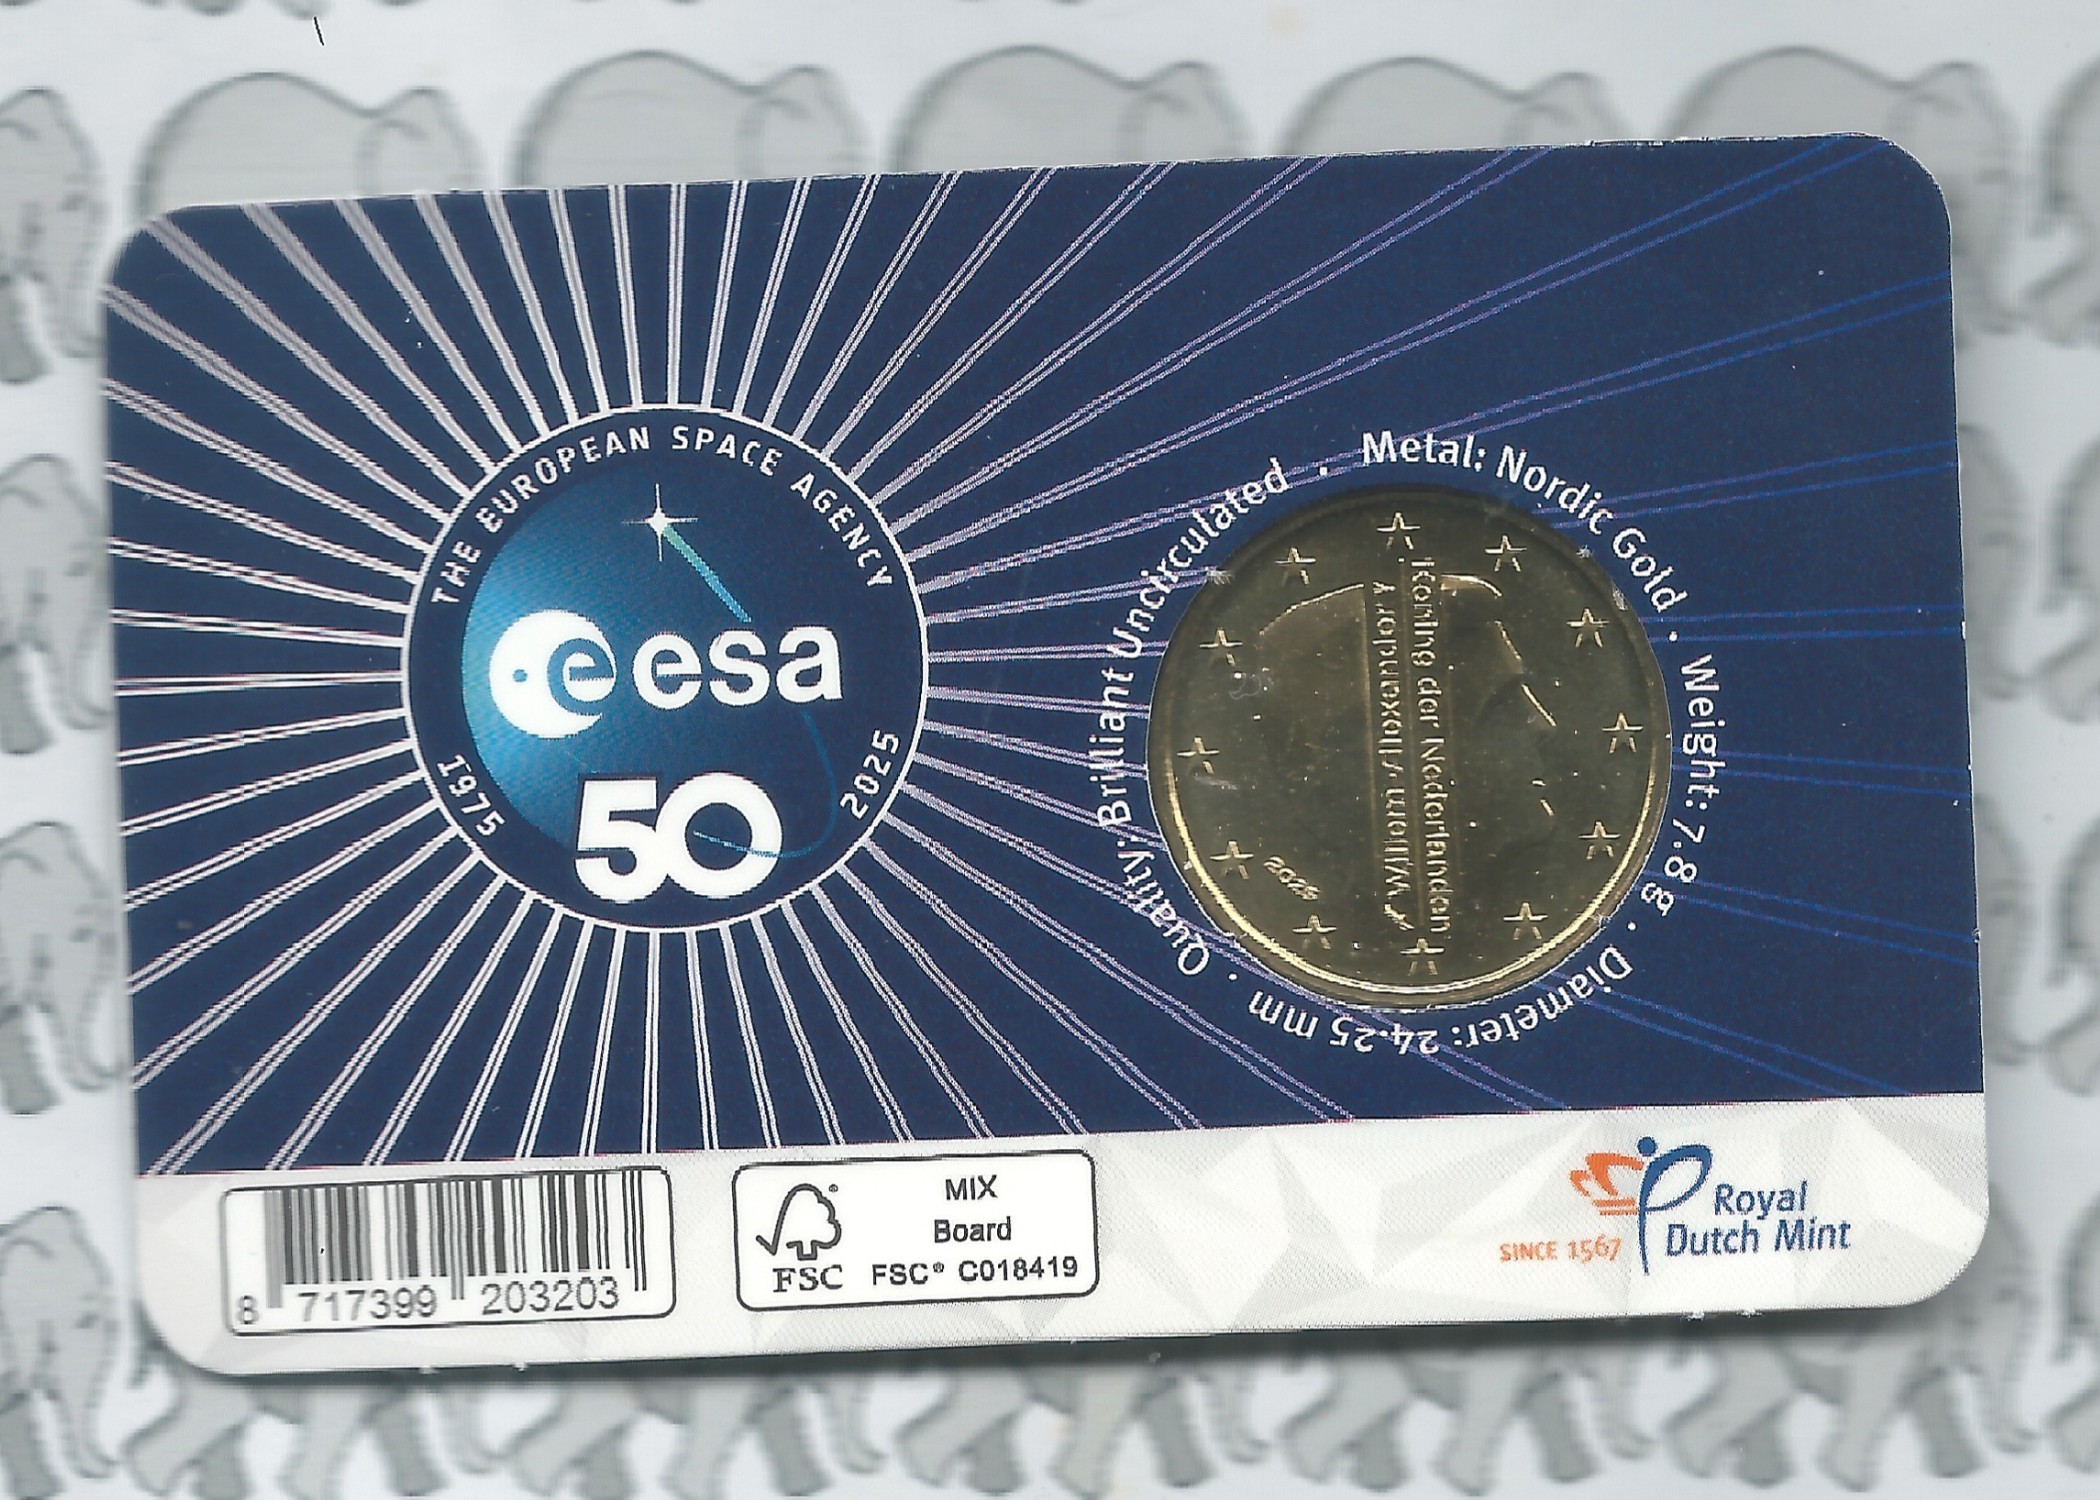 THE EUROPEAN SPACE AGENCY
esa
50
1975
2025
Metal: Nordic Gold · Weight: 7.8 g · Diameter: 24.25 mm · Quality: Brilliant Uncirculated ·
Willem-Alexander
Koning der Nederlanden
2025
8 717399 203203
FSC
MIX
Board
FSC® C018419
SINCE 1567
Royal
Dutch Mint